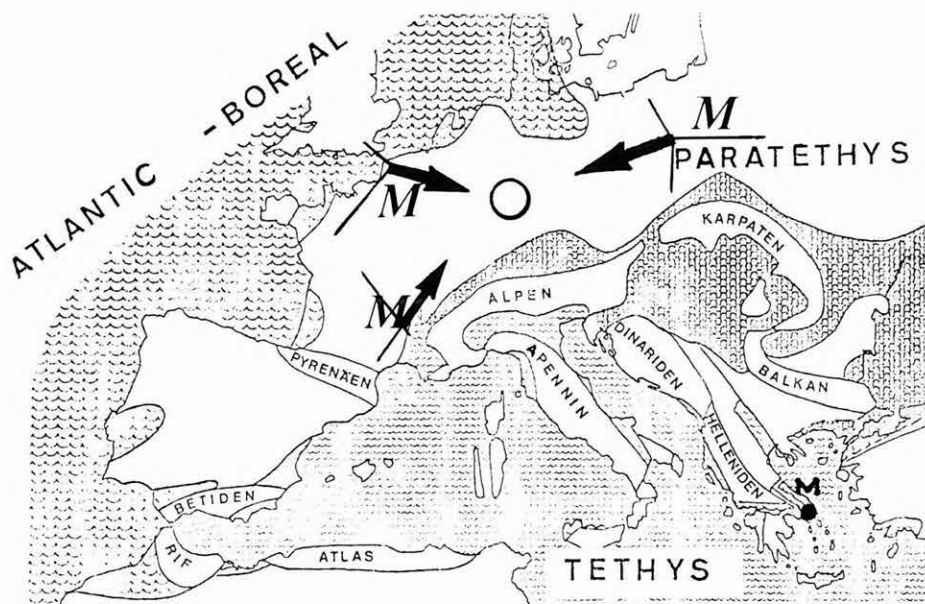 ATLANTIC - BOREAL
M
PARATETHYS
M
KARPATEN
M
ALPEN
DINARIDEN
PYRENÄEN
APENNIN
BALKAN
HELLENIDEN
M
BETIDEN
RIF
ATLAS
TETHYS